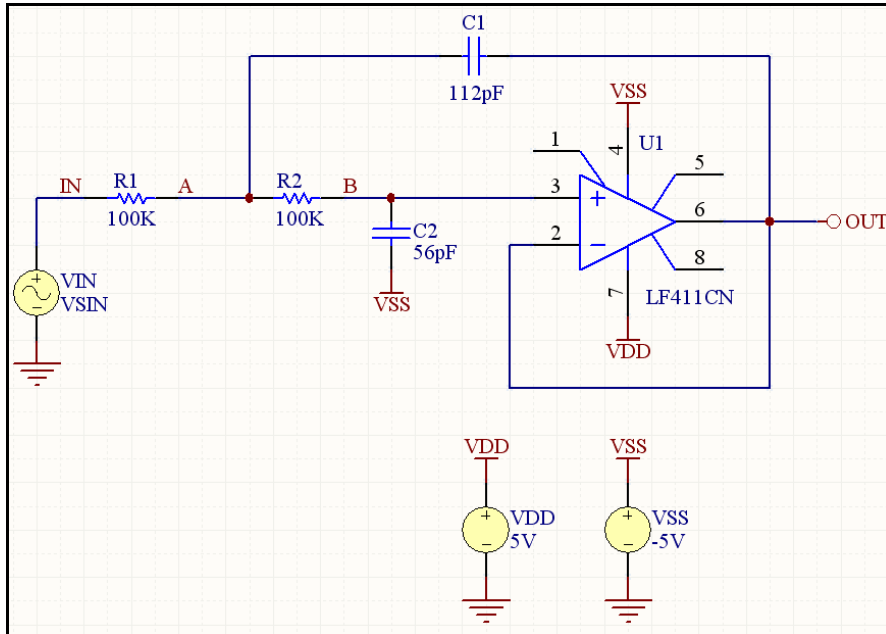 C1
112pF
VSS
4
U1
1
5
IN
R1
A
R2
B
3
+
6
OUT
100K
100K
C2
56pF
2
−
8
VIN
VSIN
+
−
VSS
7
LF411CN
VDD
VDD
VSS
+
−
VDD
5V
+
−
VSS
-5V